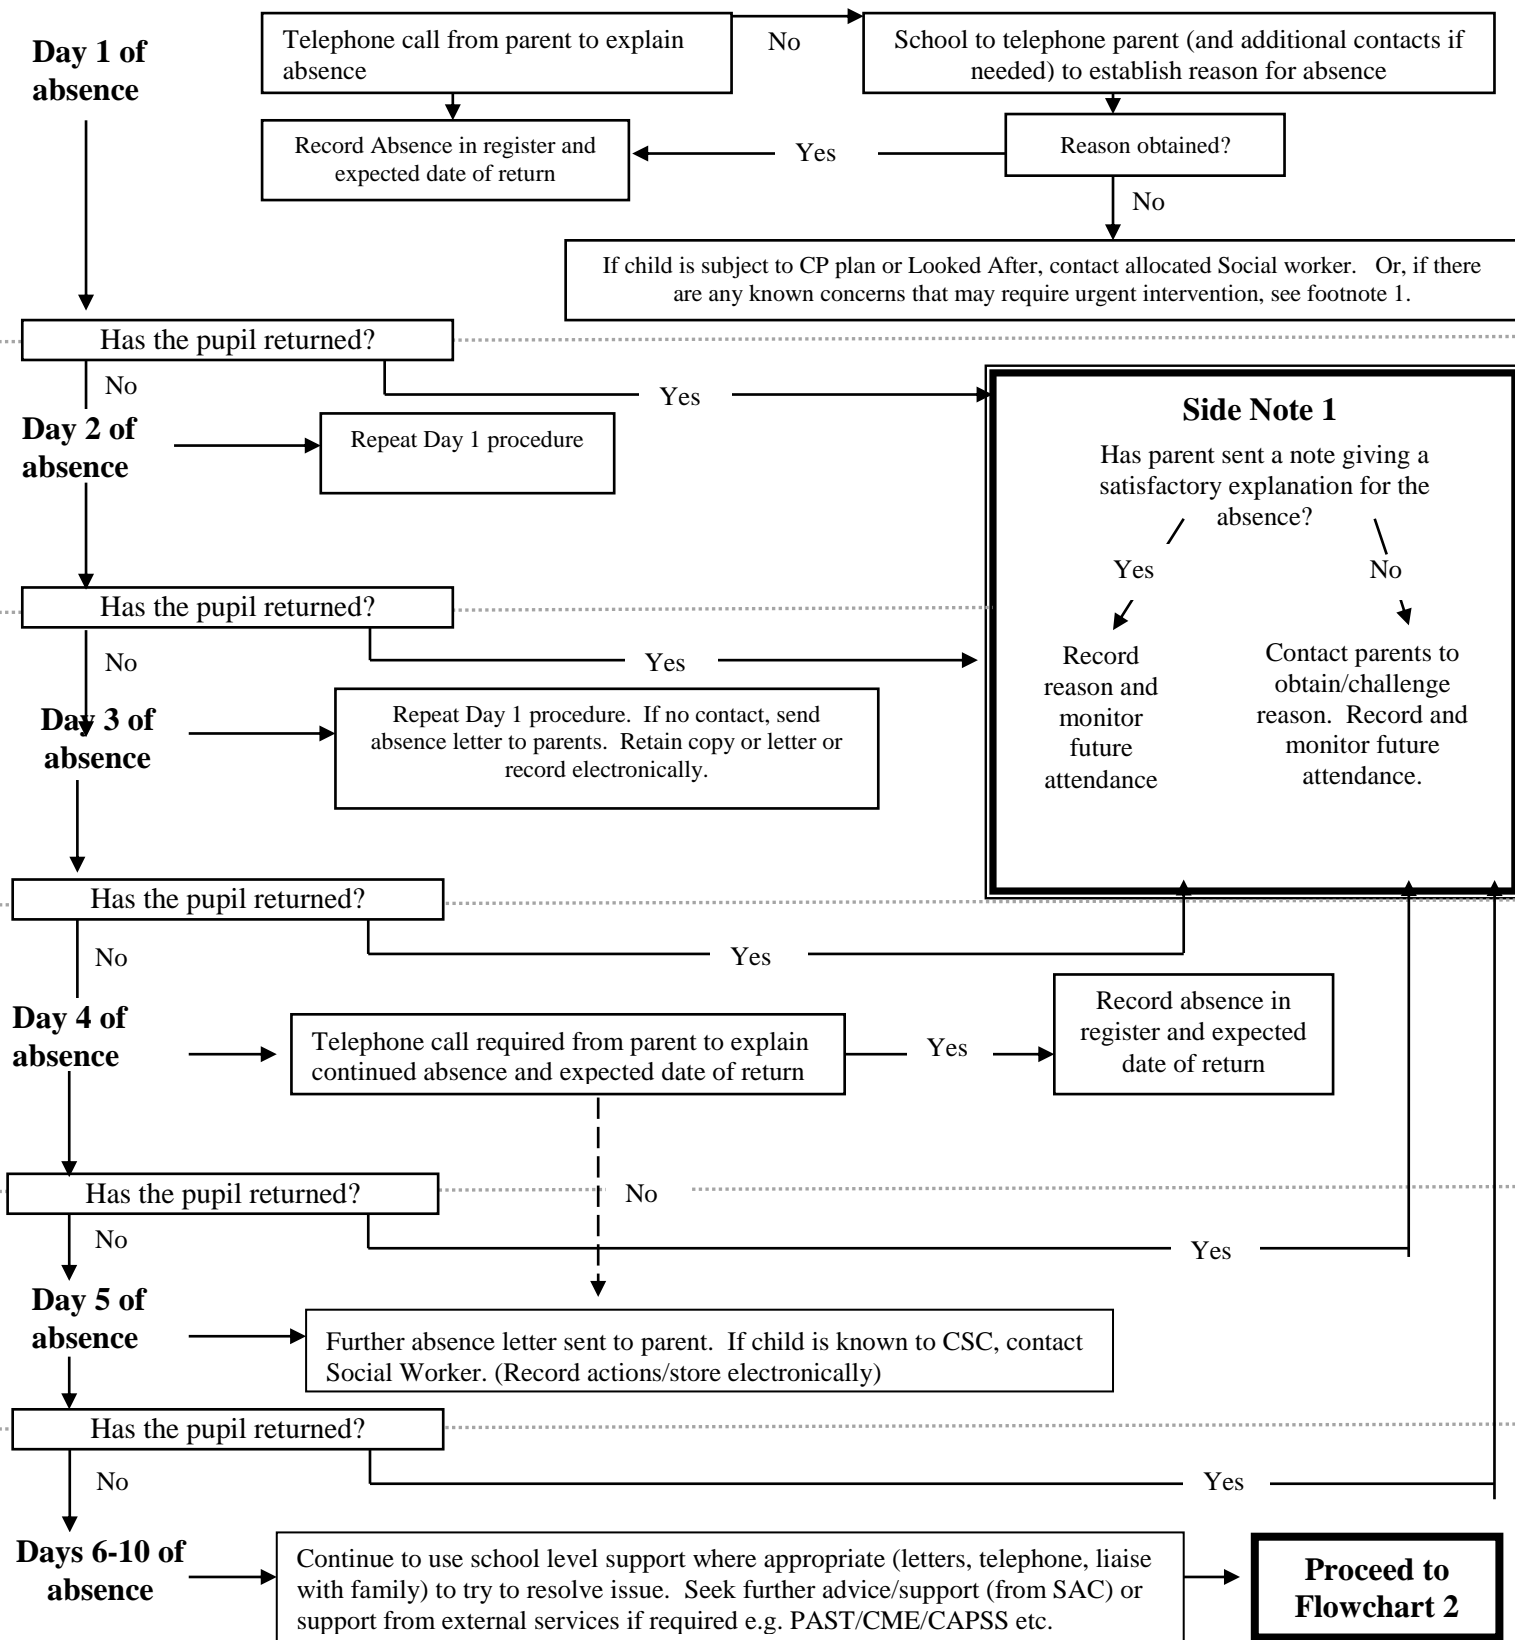 Day 1 of
absence
Telephone call from parent to explain
absence
No
School to telephone parent (and additional contacts if
needed) to establish reason for absence
Record Absence in register and
expected date of return
Yes
Reason obtained?
No
If child is subject to CP plan or Looked After, contact allocated Social worker. Or, if there
are any known concerns that may require urgent intervention, see footnote 1.
Has the pupil returned?
No
Yes
Day 2 of
absence
Repeat Day 1 procedure
Side Note 1
Has parent sent a note giving a
satisfactory explanation for the
absence?
Yes
No
Record
reason and
monitor
future
attendance
Contact parents to
obtain/challenge
reason. Record and
monitor future
attendance.
Has the pupil returned?
No
Yes
Day 3 of
absence
Repeat Day 1 procedure. If no contact, send
absence letter to parents. Retain copy or letter or
record electronically.
Has the pupil returned?
No
Yes
Day 4 of
absence
Telephone call required from parent to explain
continued absence and expected date of return
Yes
Record absence in
register and expected
date of return
Has the pupil returned?
No
No
Yes
Day 5 of
absence
Further absence letter sent to parent. If child is known to CSC, contact
Social Worker. (Record actions/store electronically)
Has the pupil returned?
No
Yes
Days 6-10 of
absence
Continue to use school level support where appropriate (letters, telephone, liaise
with family) to try to resolve issue. Seek further advice/support (from SAC) or
support from external services if required e.g. PAST/CME/CAPSS etc.
Proceed to
Flowchart 2